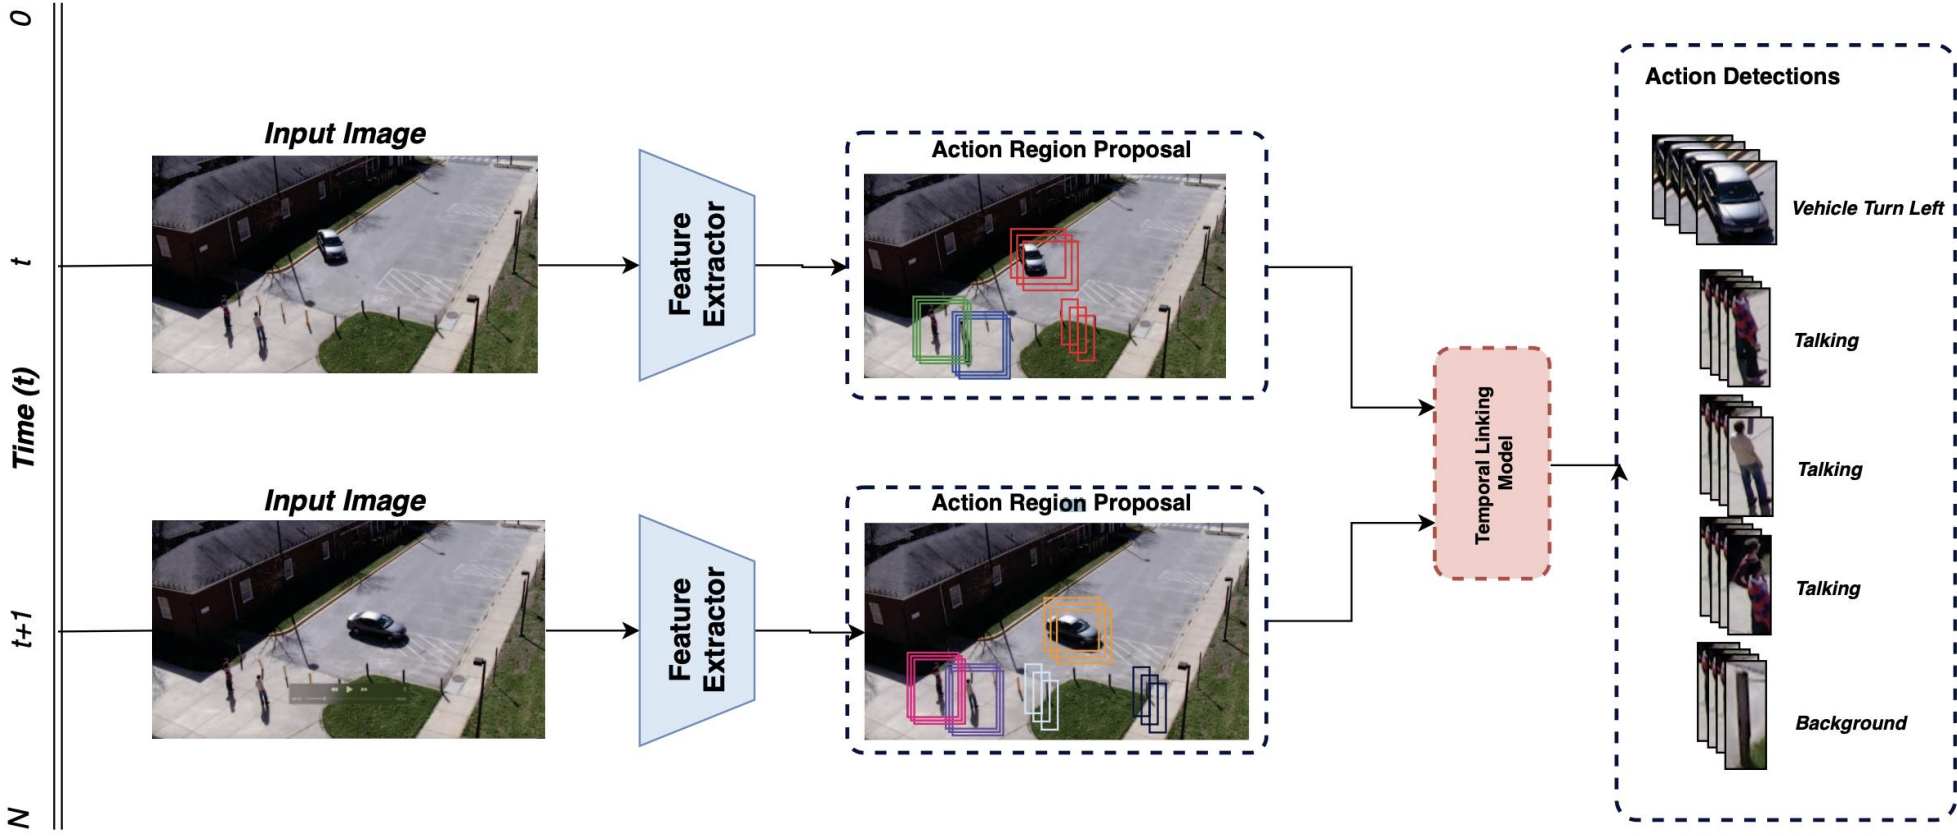 0
t
Time (t)
t+1
N
Input Image
Feature
Extractor
Action Region Proposal
Input Image
Feature
Extractor
Action Region Proposal
Temporal Linking
Model
Action Detections
Vehicle Turn Left
Talking
Talking
Talking
Background